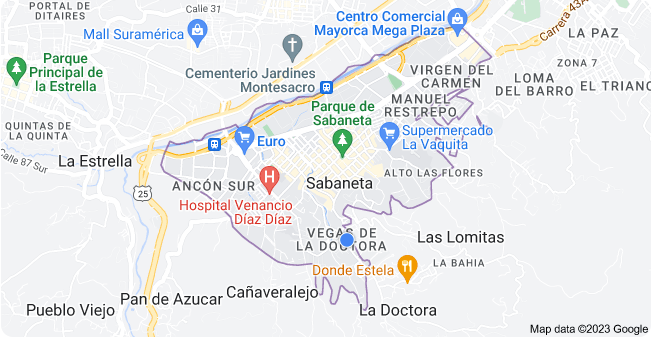 PORTAL DE
DITAIRES
Calle 31
Mall Suramérica
Centro Comercial
Mayorca Mega Plaza
Carrera 43A
LA PAZ
Parque
Principal de
la Estrella
Cementerio Jardines
Montesacro
VIRGEN DEL
CARMEN
ZONA 7
LOMA
DEL BARRO
EL TRIANG
MANUEL
RESTREPO
Parque de
Sabaneta
QUINTAS DE
LA QUINTA
Calle 87 Sur
La Estrella
Euro
Supermercado
La Vaquita
ALTO LAS FLORES
25
ANCÓN SUR
H
Sabaneta
Hospital Venancio
Díaz Díaz
VEGAS DE
LA DOCTORA
Las Lomitas
LA BAHIA
Donde Estela
Cañaveralejo
Pan de Azucar
Pueblo Viejo
La Doctora
Map data ©2023 Google